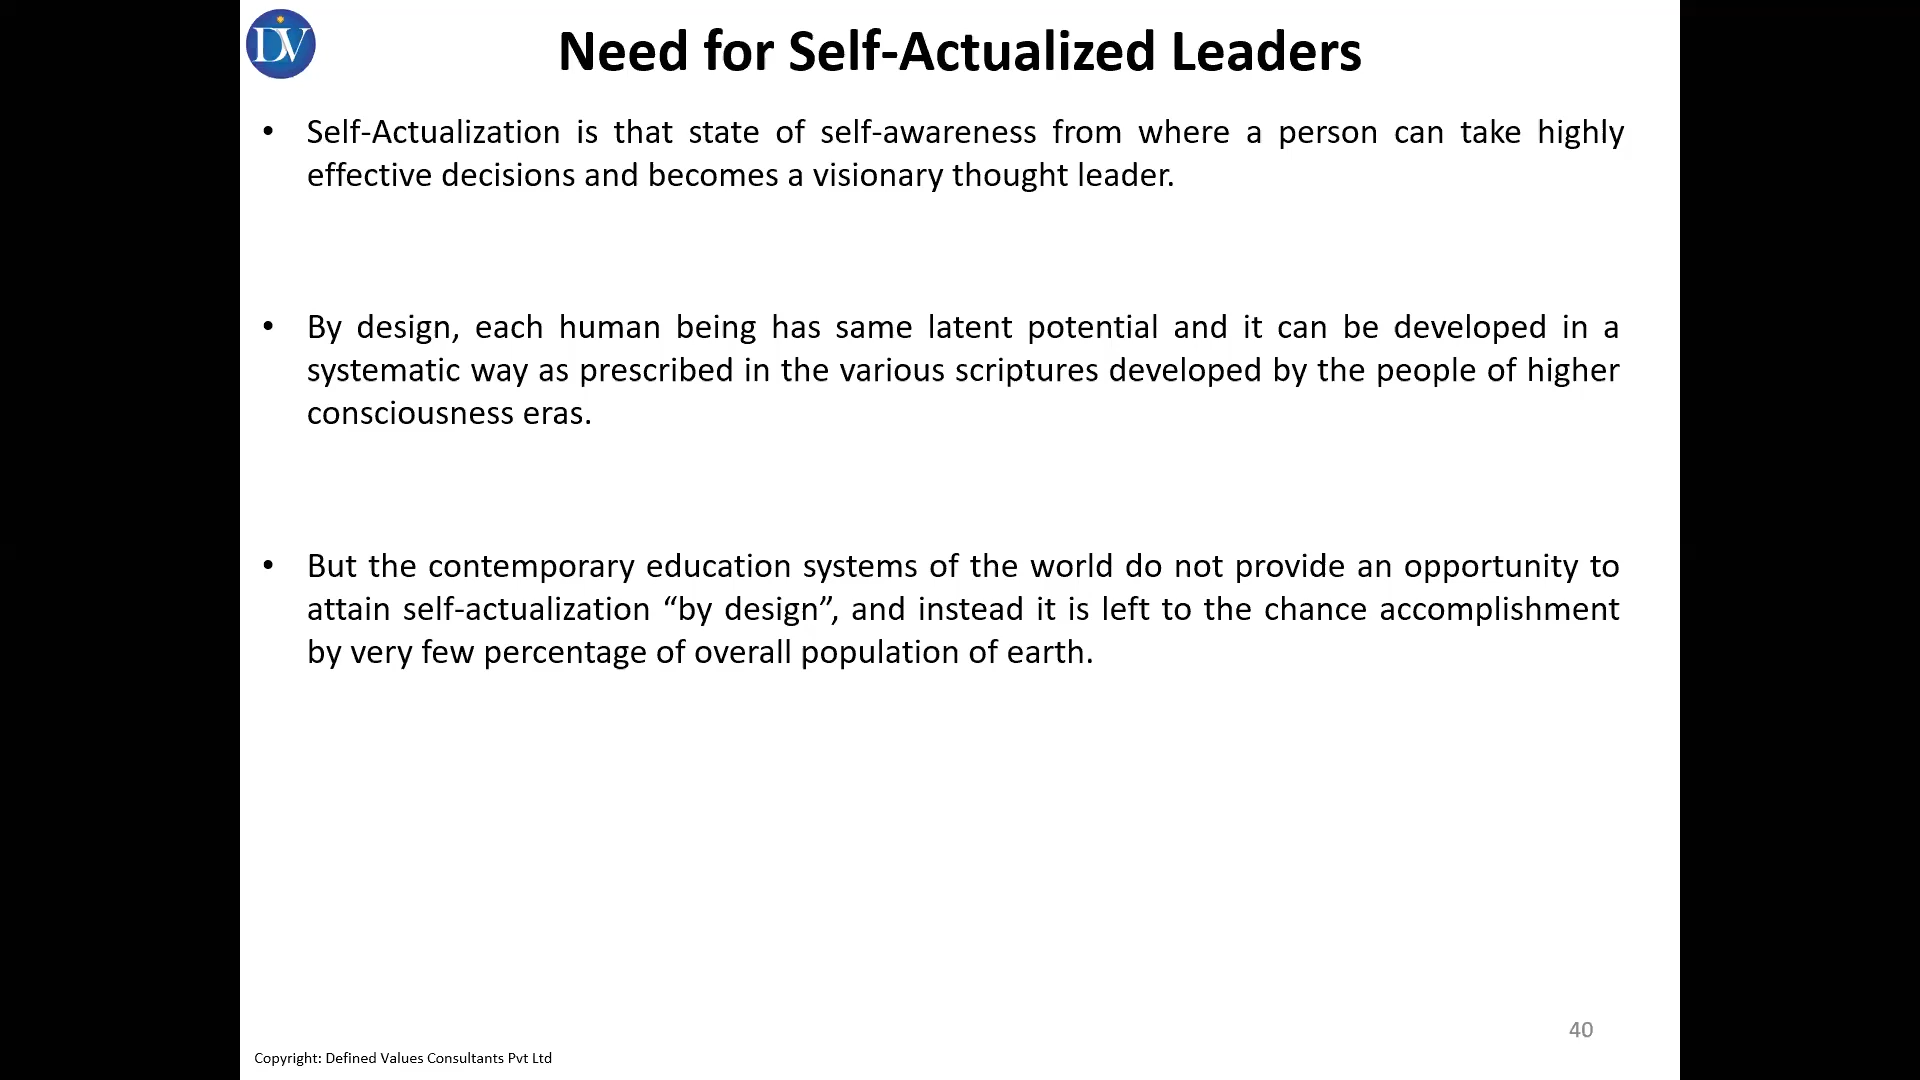 DV
Need for Self-Actualized Leaders
• Self-Actualization is that state of self-awareness from where a person can take highly
effective decisions and becomes a visionary thought leader.
• By design, each human being has same latent potential and it can be developed in a
systematic way as prescribed in the various scriptures developed by the people of higher
consciousness eras.
• But the contemporary education systems of the world do not provide an opportunity to
attain self-actualization “by design”, and instead it is left to the chance accomplishment
by very few percentage of overall population of earth.
40
Copyright: Defined Values Consultants Pvt Ltd